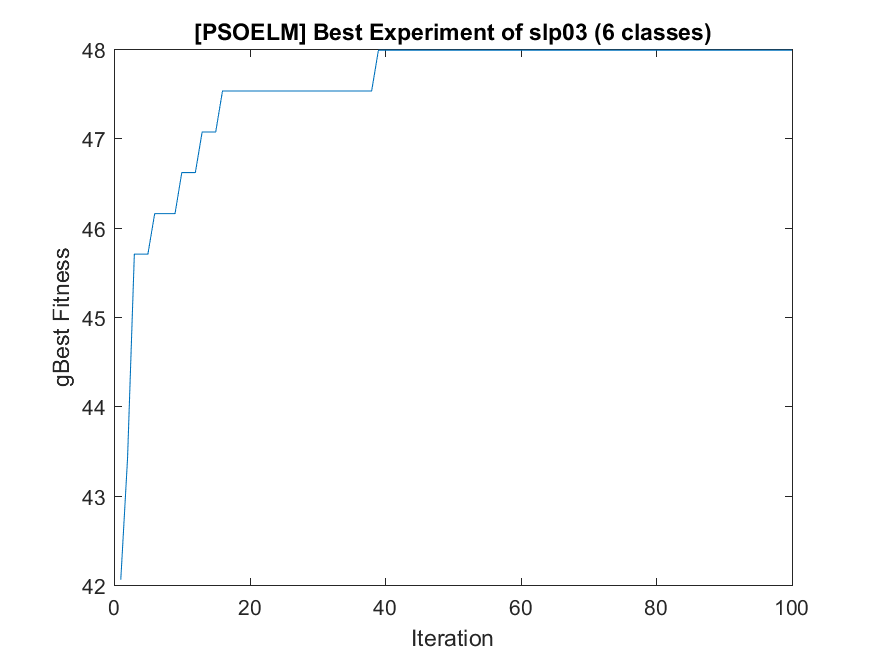 [PSOELM] Best Experiment of slp03 (6 classes)
48
47
46
45
44
43
42
gBest Fitness
0 20 40 60 80 100
Iteration